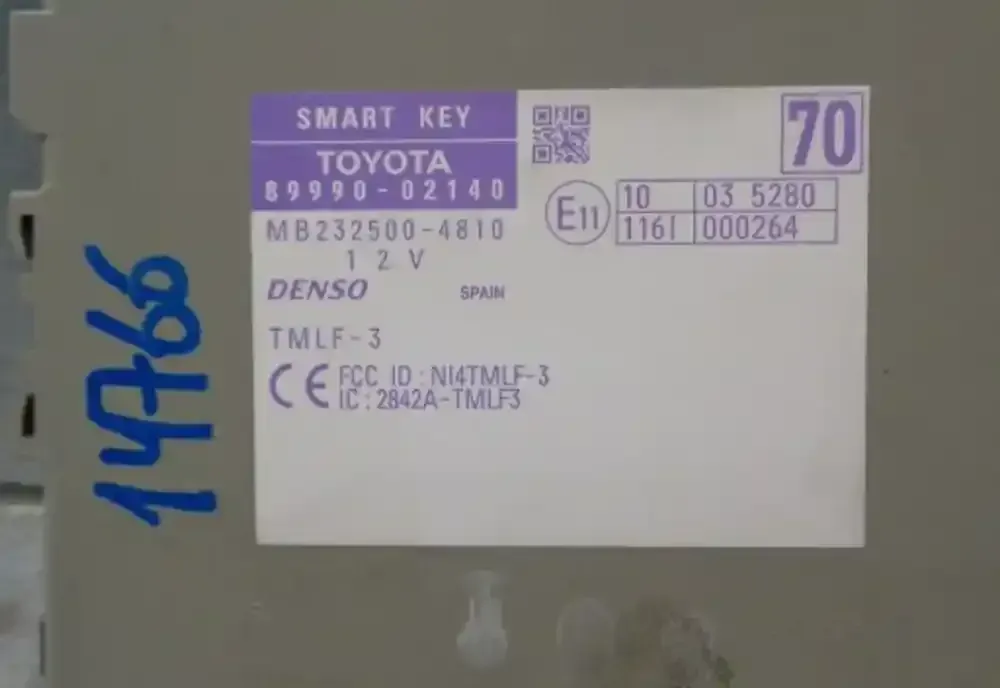 SMART KEY
TOYOTA
89990-02140
MB232500-4810
12V
DENSO SPAIN
TMLF-3
CE FCC ID : NI4TMLF-3
IC : 2842A-TMLF3
70
E11
10 03 5280
116I 000264
14766